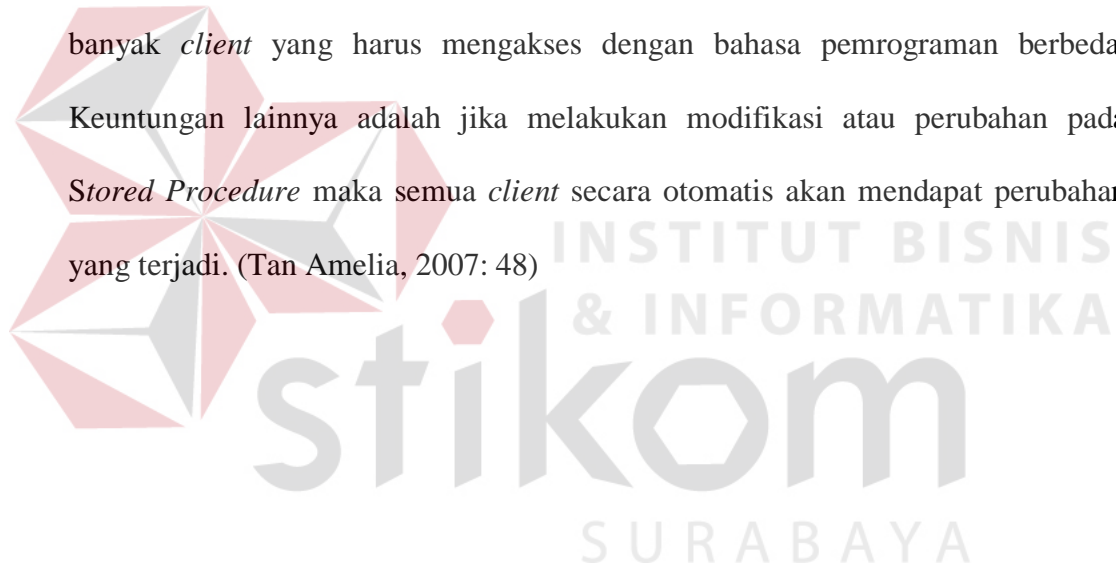 banyak client yang harus mengakses dengan bahasa pemrograman berbeda
Keuntungan lainnya adalah jika melakukan modifikasi atau perubahan pada
Stored Procedure maka semua client secara otomatis akan mendapat perubahan
yang terjadi. (Tan Amelia, 2007: 48)
INSTITUT BISNIS
& INFORMATIKA
stikom
SURABAYA